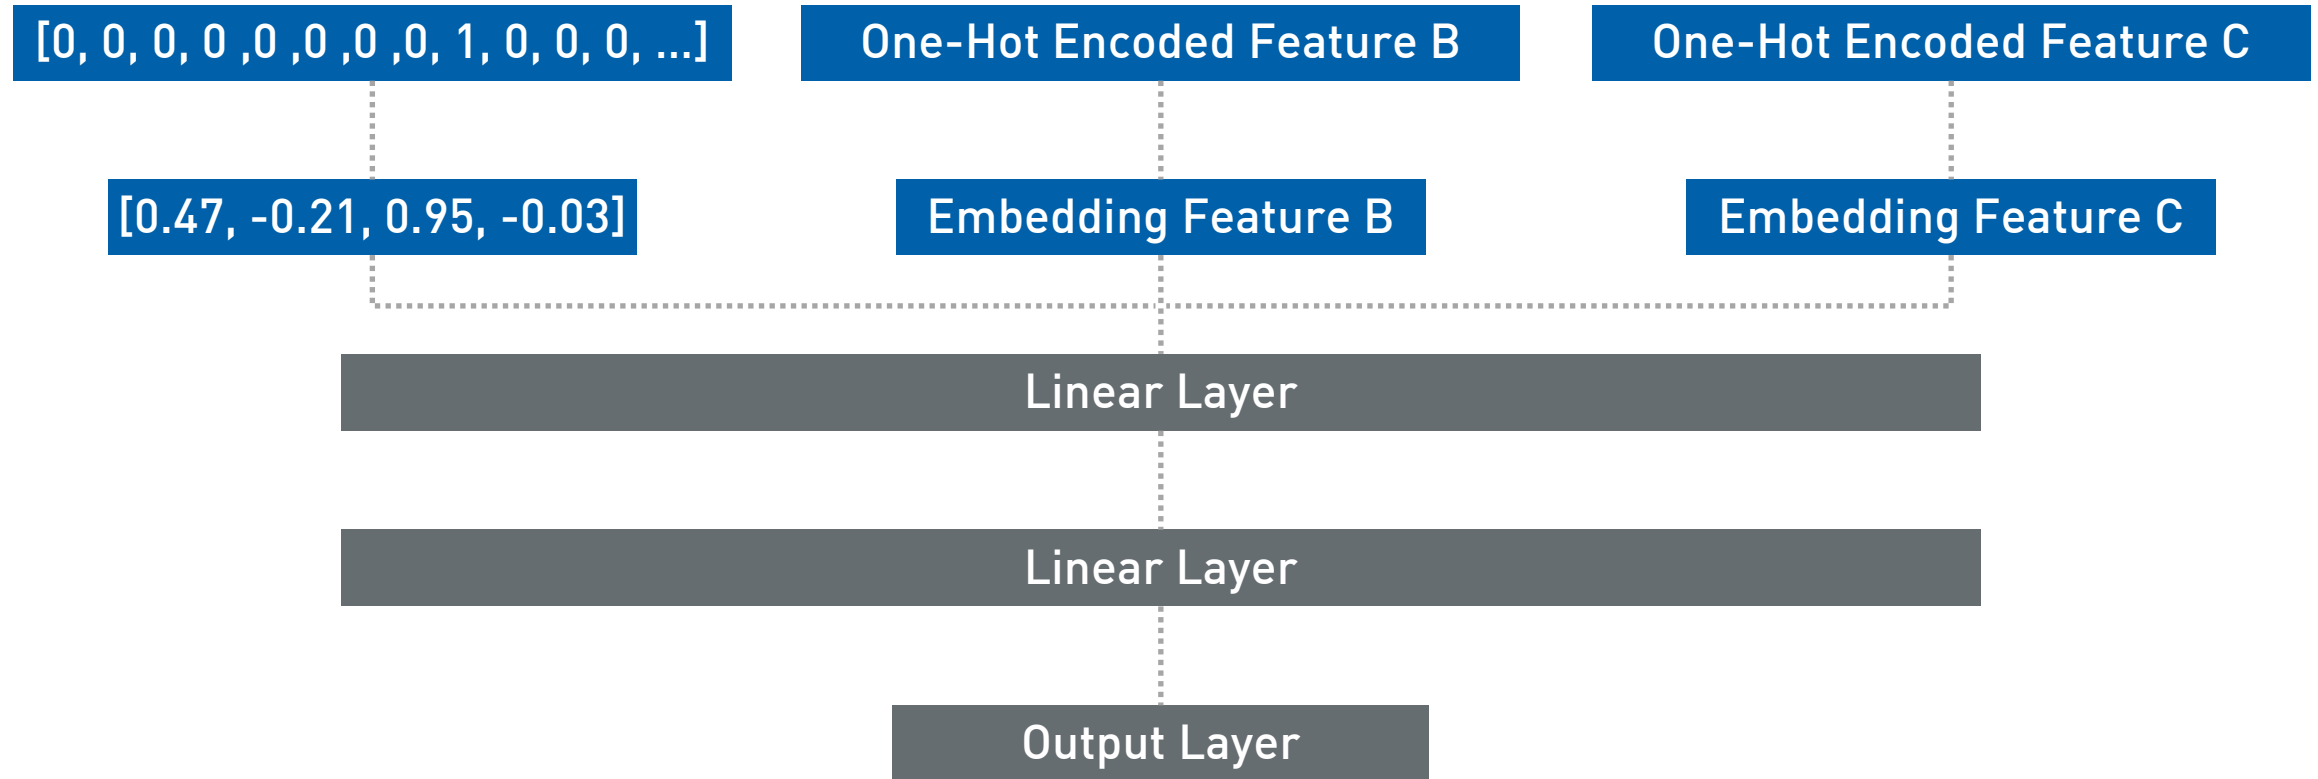 [0, 0, 0, 0 ,0 ,0 ,0 ,0, 1, 0, 0, 0, ...]
One-Hot Encoded Feature B
One-Hot Encoded Feature C
[0.47, -0.21, 0.95, -0.03]
Embedding Feature B
Embedding Feature C
Linear Layer
Linear Layer
Output Layer